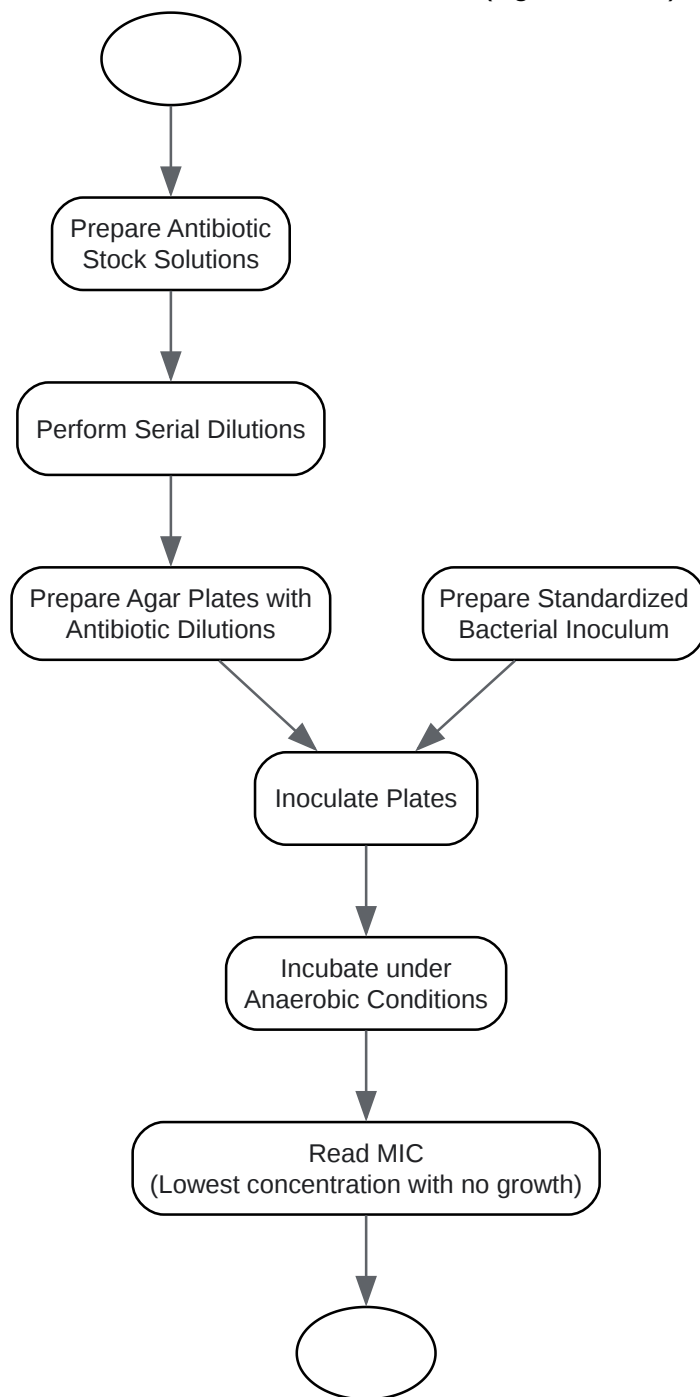 Prepare Antibiotic
Stock Solutions
Perform Serial Dilutions
Prepare Agar Plates with
Antibiotic Dilutions
Prepare Standardized
Bacterial Inoculum
Inoculate Plates
Incubate under
Anaerobic Conditions
Read MIC
(Lowest concentration with no growth)